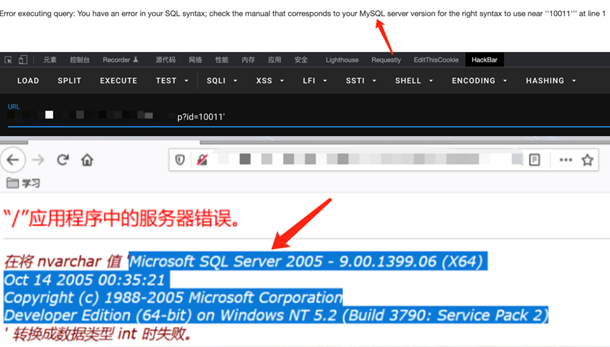 Error executing query: You have an error in your SQL syntax; check the manual that corresponds to your MySQL server version for the right syntax to use near ''10011''' at line 1
元素 控制台 Recorder 源代码 网络 性能 内存 应用 安全 Lighthouse Requestly EditThisCookie HackBar
LOAD SPLIT EXECUTE TEST SQLI XSS LFI SSTI SHELL ENCODING HASHING
URL
p?id=10011'
学习
“/”应用程序中的服务器错误。
在将 nvarchar 值 'Microsoft SQL Server 2005 - 9.00.1399.06 (X64)
Oct 14 2005 00:35:21
Copyright (c) 1988-2005 Microsoft Corporation
Developer Edition (64-bit) on Windows NT 5.2 (Build 3790: Service Pack 2)
' 转换成数据类型 int 时失败。